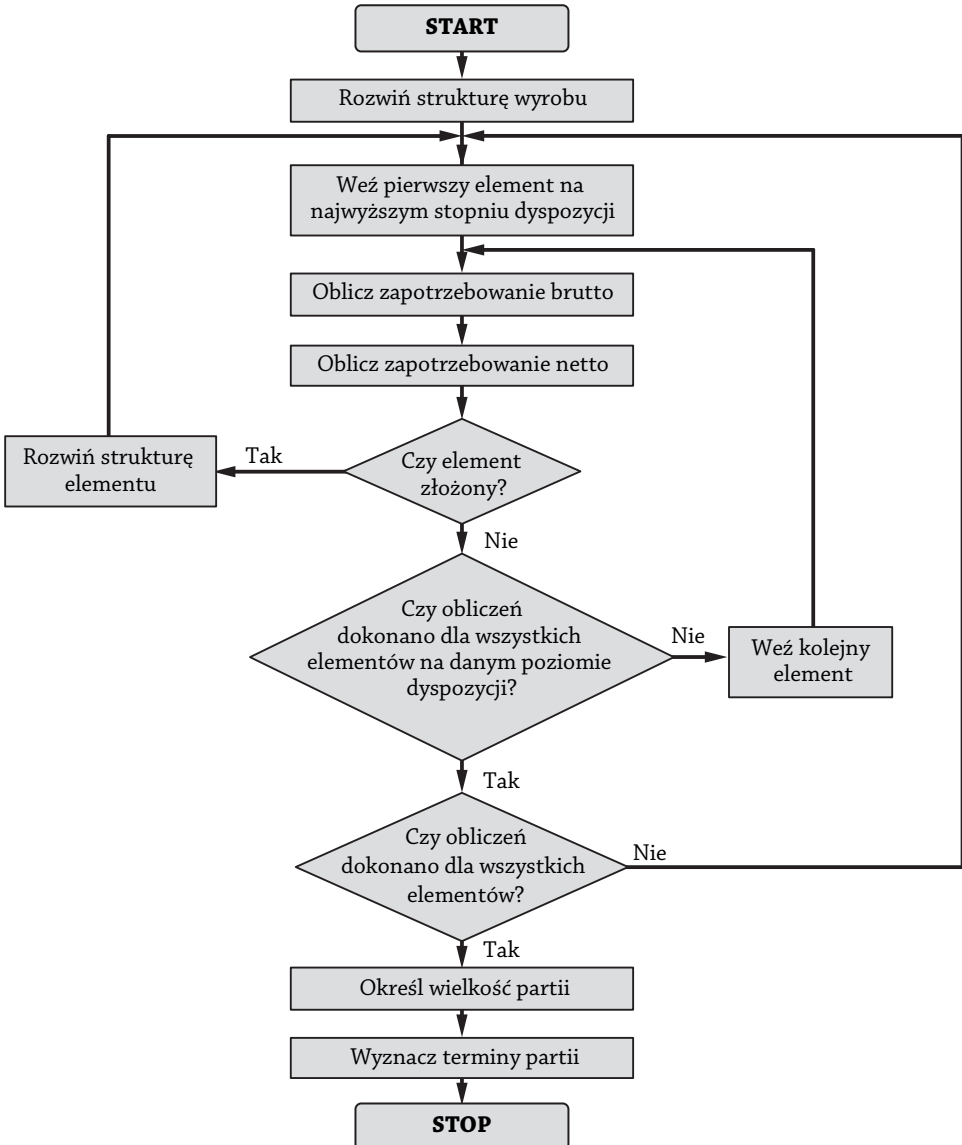 START
Rozwiń strukturę wyrobu
Weź pierwszy element na
najwyższym stopniu dyspozycji
Oblicz zapotrzebowanie brutto
Oblicz zapotrzebowanie netto
Czy element
złożony?
Tak
Rozwiń strukturę
elementu
Nie
Czy obliczeń
dokonano dla wszystkich
elementów na danym poziomie
dyspozycji?
Nie
Weź kolejny
element
Tak
Czy obliczeń
dokonano dla wszystkich
elementów?
Nie
Tak
Określ wielkość partii
Wyznacz terminy partii
STOP